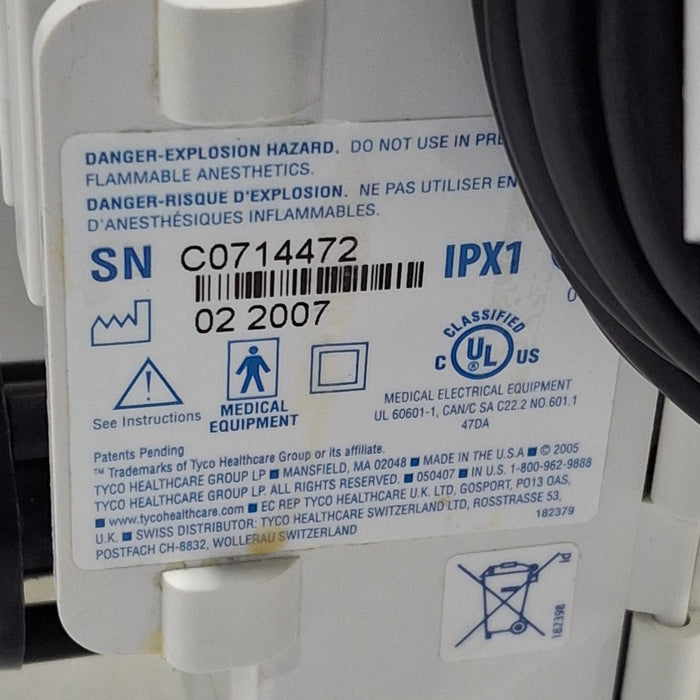 DANGER-EXPLOSION HAZARD. DO NOT USE IN
FLAMMABLE ANESTHETICS.
DANGER-RISQUE D'EXPLOSION. NE PAS UTILISER EN
D'ANESTHÉSIQUES INFLAMMABLES.
SN C0714472 IPX1
02 2007
CLASSIFIED
C UL® US
See Instructions
MEDICAL
EQUIPMENT
MEDICAL ELECTRICAL EQUIPMENT
UL 60601-1, CAN/C SA C22.2 NO.601.1
47DA
Patents Pending
™ Trademarks of Tyco Healthcare Group or its affiliate.
TYCO HEALTHCARE GROUP LP ■ MANSFIELD, MA 02048 ■ MADE IN THE U.S.A ■ © 2005
TYCO HEALTHCARE GROUP LP. ALL RIGHTS RESERVED. ■ 050407 ■ IN U.S. 1-800-962-9888
■ www.tycohealthcare.com ■ EC REP TYCO HEALTHCARE U.K. LTD, GOSPORT, PO13 OAS,
U.K. ■ SWISS DISTRIBUTOR: TYCO HEALTHCARE SWITZERLAND LTD, ROSSTRASSE 53,
POSTFACH CH-8832, WOLLERAU SWITZERLAND
182379
182398